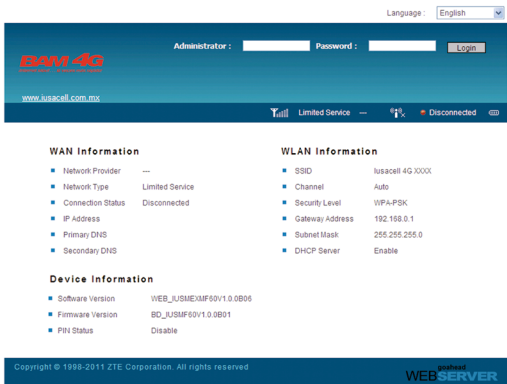 Language : English
Administrator : Password : Login
BAM 4G
www.iusacell.com.mx
Limited Service --- Disconnected
WAN Information
Network Provider ---
Network Type Limited Service
Connection Status Disconnected
IP Address
Primary DNS
Secondary DNS
WLAN Information
SSID Iusacell 4G XXXX
Channel Auto
Security Level WPA-PSK
Gateway Address 192.168.0.1
Subnet Mask 255.255.255.0
DHCP Server Enable
Device Information
Software Version WEB_IUSMEXMF60V1.0.0B06
Firmware Version BD_IUSMF60V1.0.0B01
PIN Status Disable
Copyright © 1998-2011 ZTE Corporation. All rights reserved
goahead
WEBSERVER